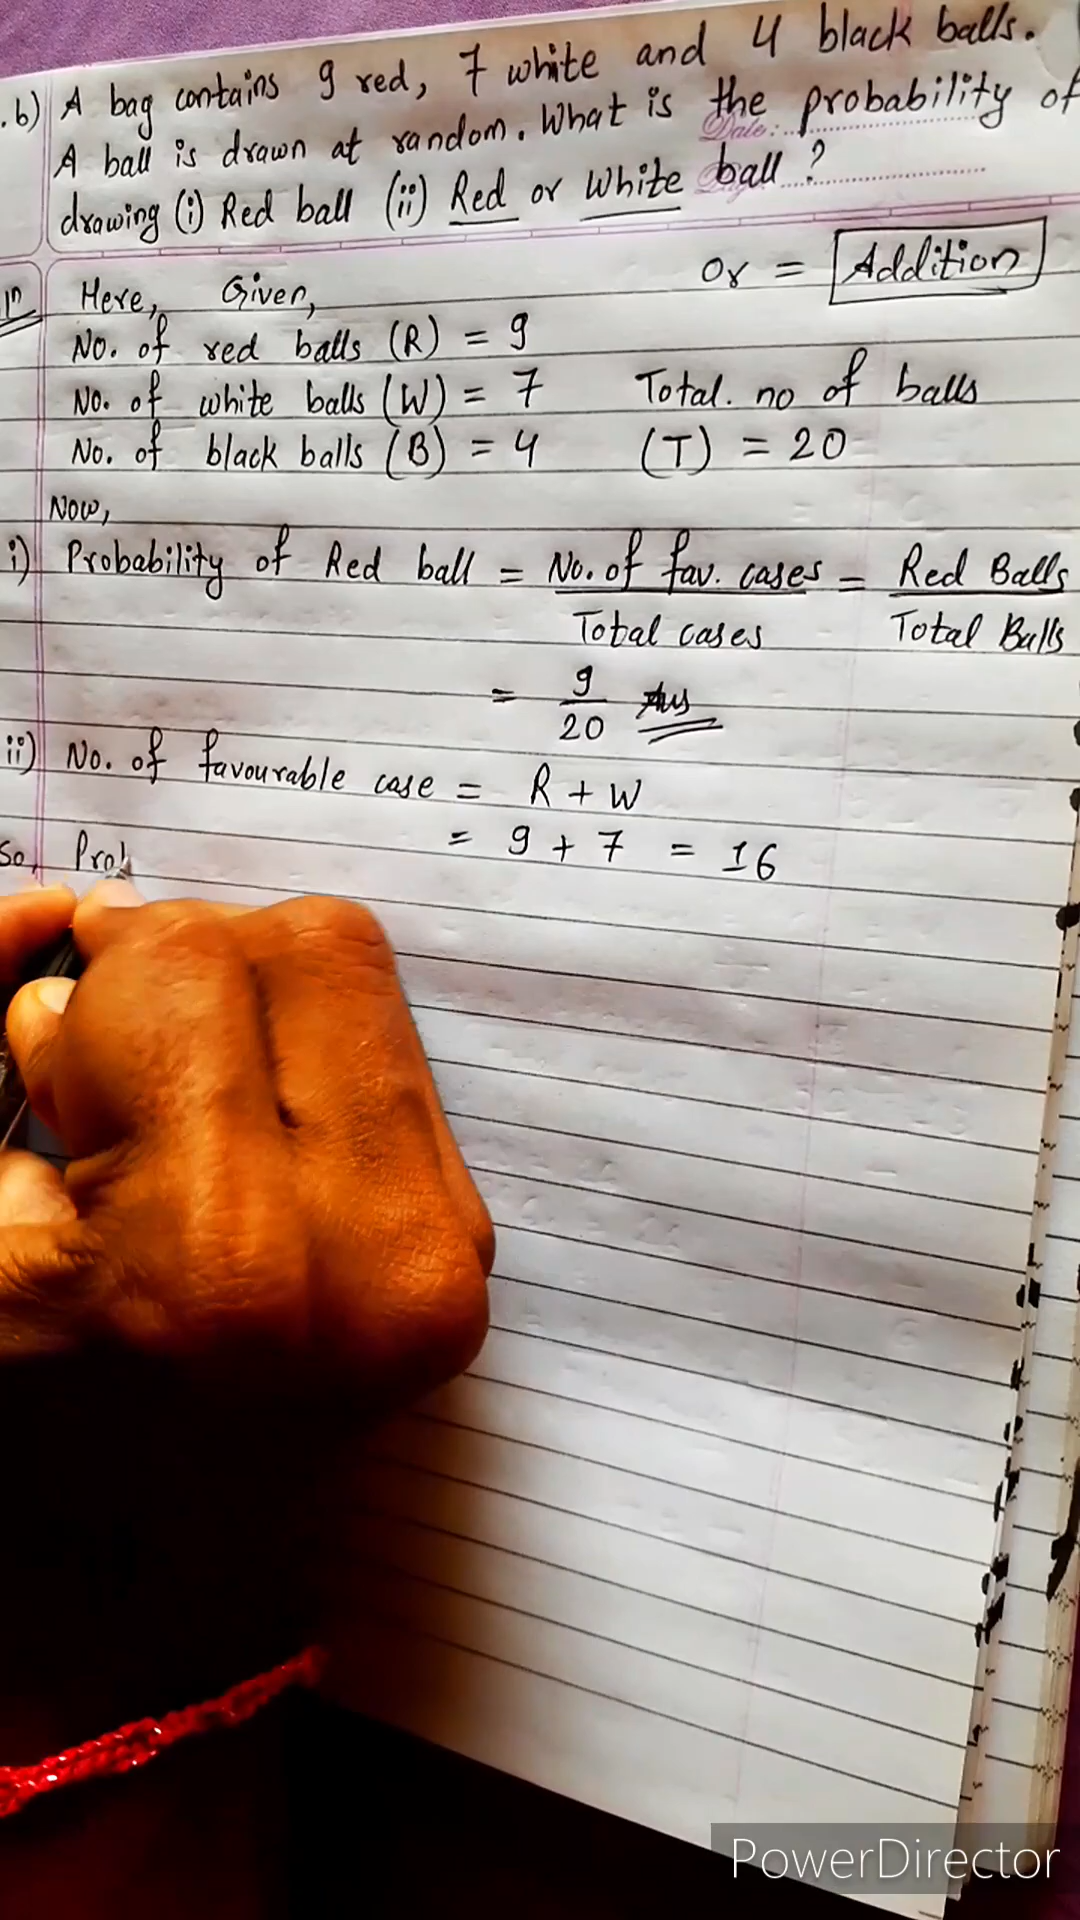 .b) A bag contains 9 red, 7 white and 4 black balls.
A ball is drawn at random. What is the probability of
Date:
drawing (i) Red ball (ii) Red or White ball ?
Or = Addition
Here, Given,
No. of red balls (R) = 9
No. of white balls (W) = 7 Total. no of balls
No. of black balls (B) = 4 (T) = 20
Now,
i) Probability of Red ball = No. of fav. cases = Red Balls
Total cases Total Balls
= 9
20 Ans
ii) No. of favourable case = R + W
= 9 + 7 = 16
So, Prob
PowerDirector